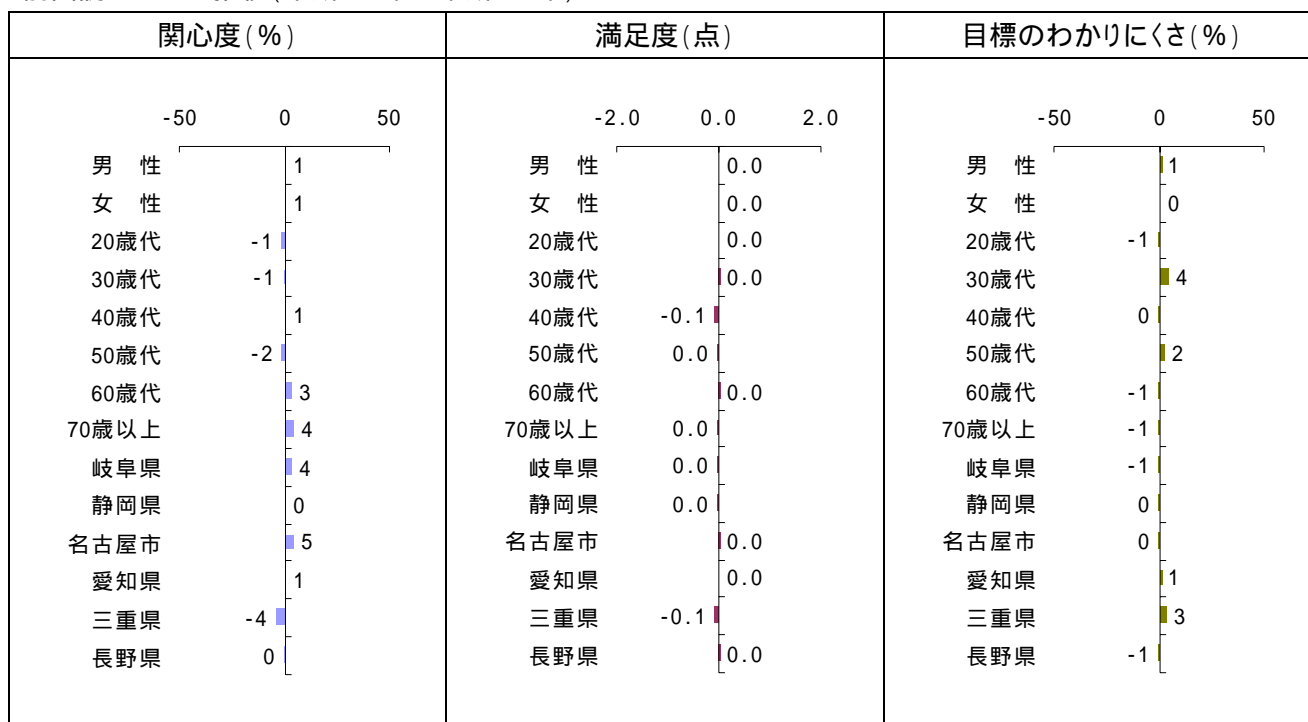 関心度(%) 満足度(点) 目標のわかりにくさ(%)
-50 0 50 -2.0 0.0 2.0 -50 0 50
男 性 1 男 性 0.0 男 性 1
女 性 1 女 性 0.0 女 性 0
20歳代 -1 20歳代 0.0 20歳代 -1
30歳代 -1 30歳代 0.0 30歳代 4
40歳代 1 40歳代 -0.1 40歳代 0
50歳代 -2 50歳代 0.0 50歳代 2
60歳代 3 60歳代 0.0 60歳代 -1
70歳以上 4 70歳以上 0.0 70歳以上 -1
岐阜県 4 岐阜県 0.0 岐阜県 -1
静岡県 0 静岡県 0.0 静岡県 0
名古屋市 5 名古屋市 0.0 名古屋市 0
愛知県 1 愛知県 0.0 愛知県 1
三重県 -4 三重県 -0.1 三重県 3
長野県 0 長野県 0.0 長野県 -1